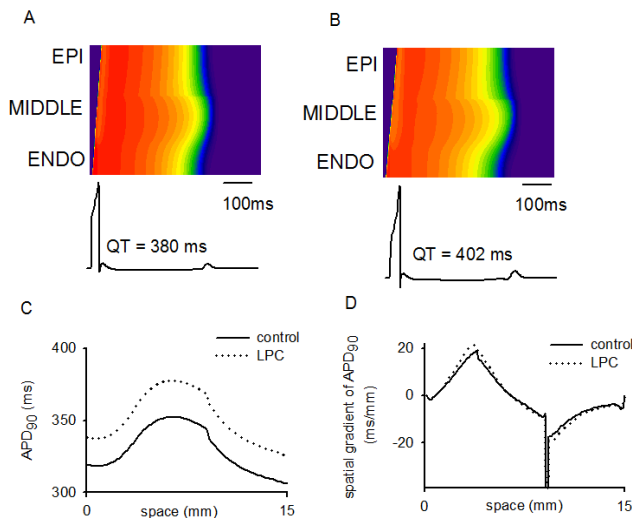 A
EPI
MIDDLE
ENDO
100ms
QT = 380 ms
B
EPI
MIDDLE
ENDO
100ms
QT = 402 ms
C
control
LPC
400
350
300
APD90 (ms)
0
15
space (mm)
D
control
LPC
20
0
-20
spatial gradient of APD90
(ms/mm)
0
15
space (mm)